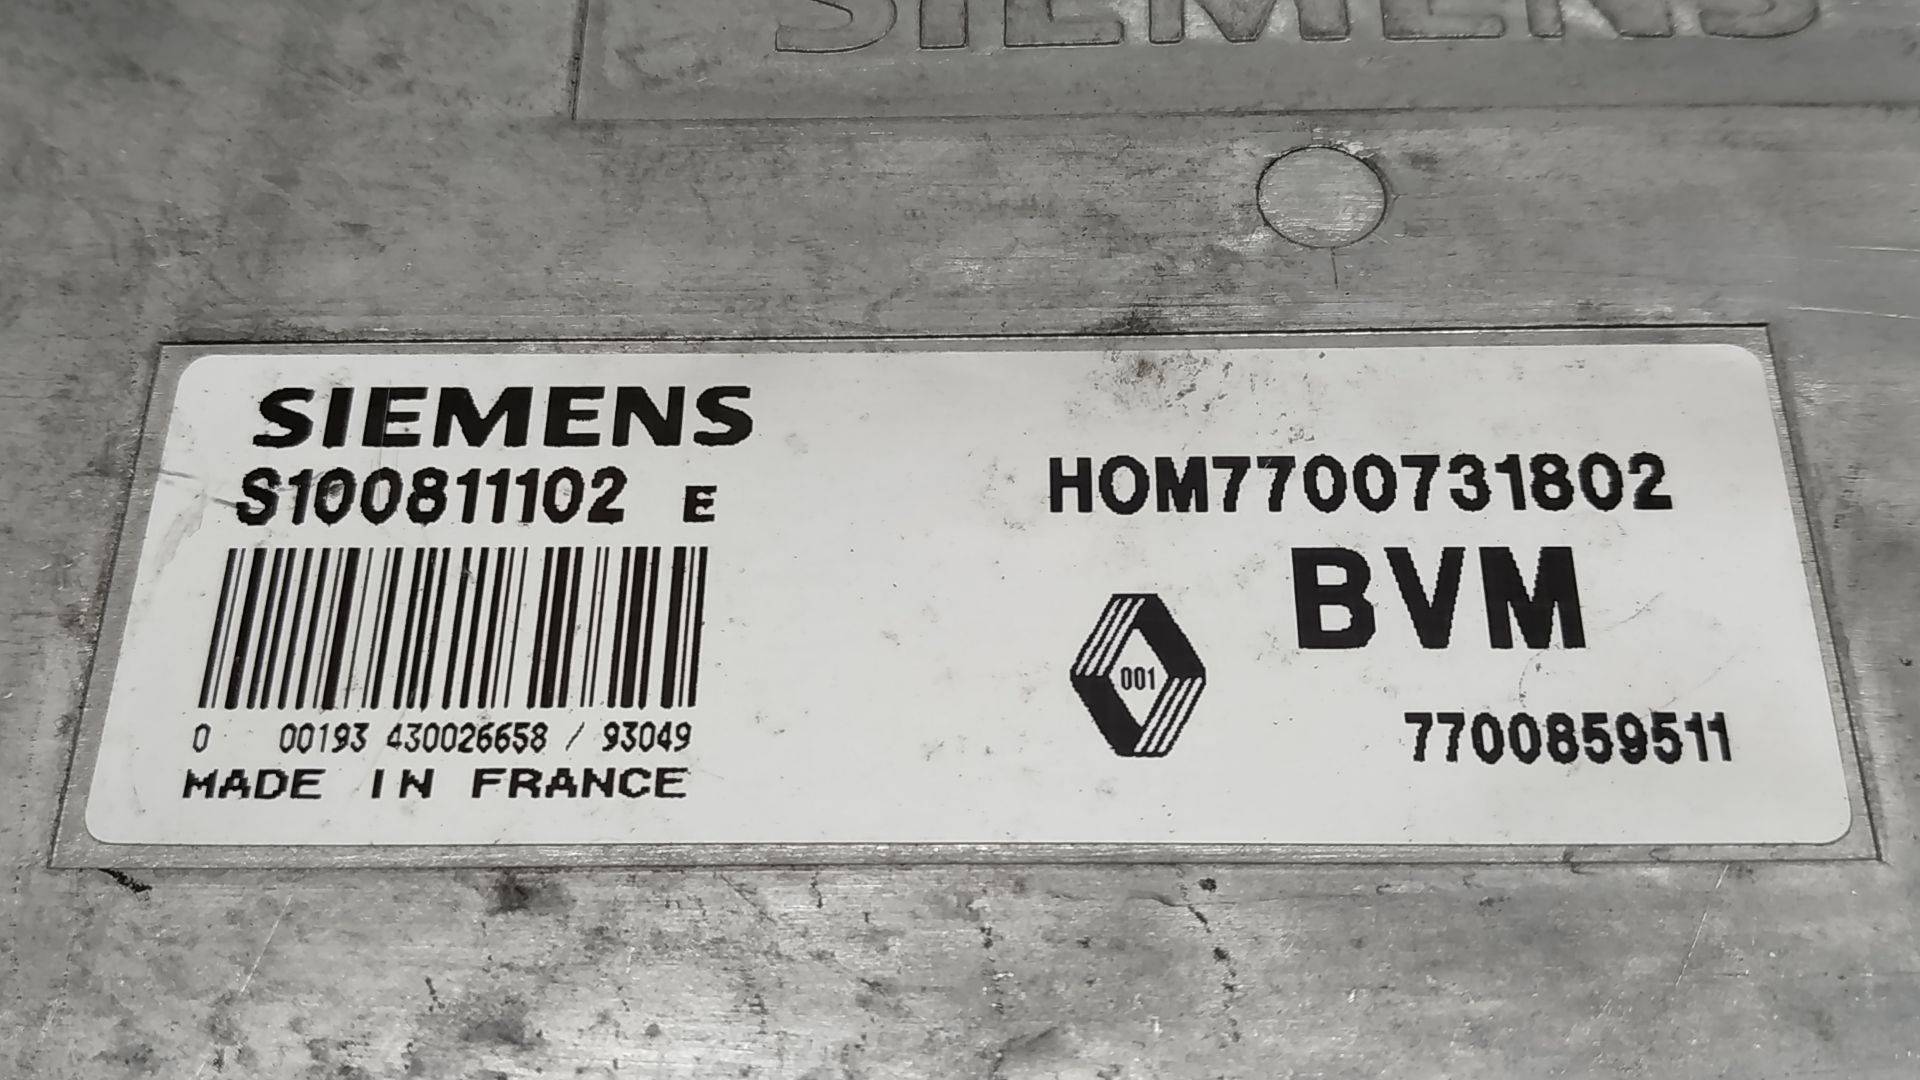 SIEMENS
SIEMENS
S100811102 E
0 00193 430026658 / 93049
MADE IN FRANCE
HOM7700731802
BVM
001
7700859511